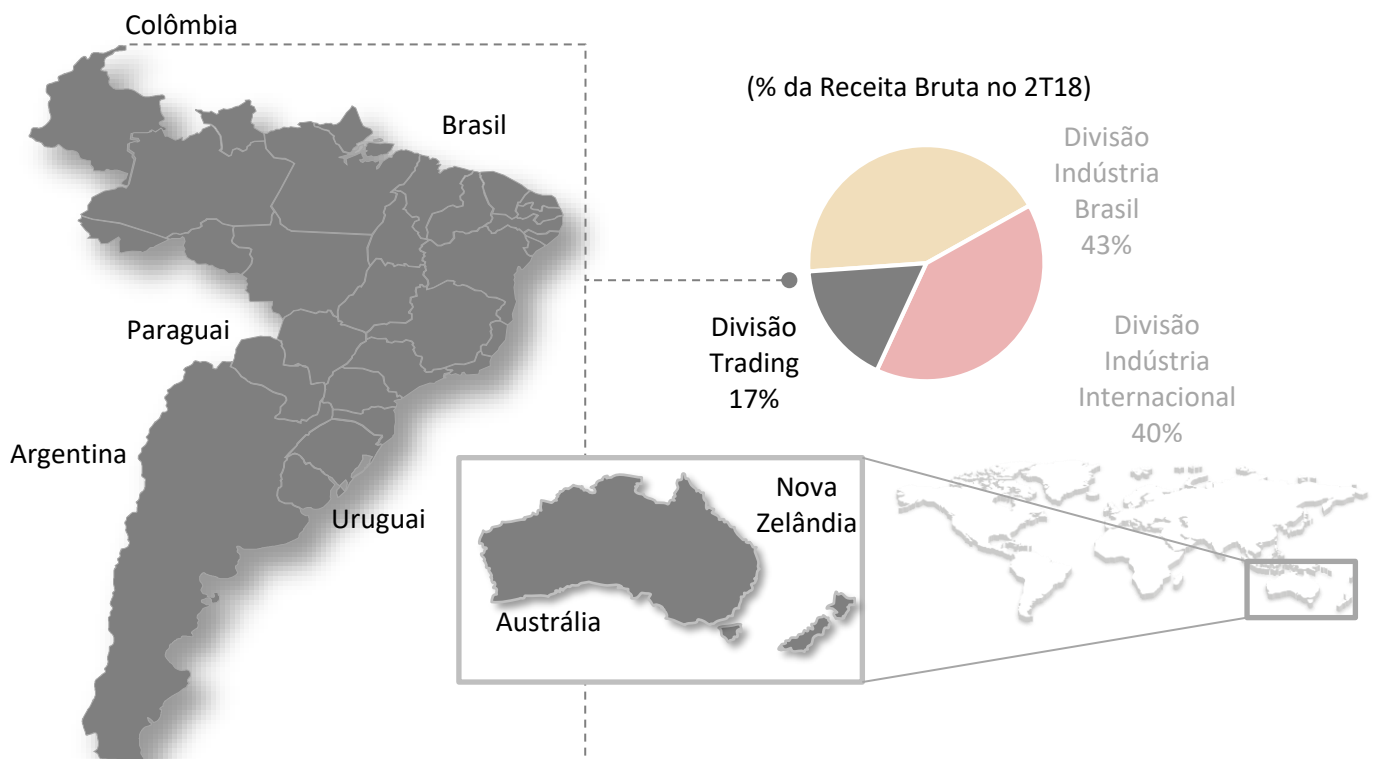 Colômbia
Brasil
Paraguai
Argentina
Uruguai
(% da Receita Bruta no 2T18)
Divisão
Indústria
Brasil
43%
Divisão
Trading
17%
Divisão
Indústria
Internacional
40%
Nova
Zelândia
Austrália